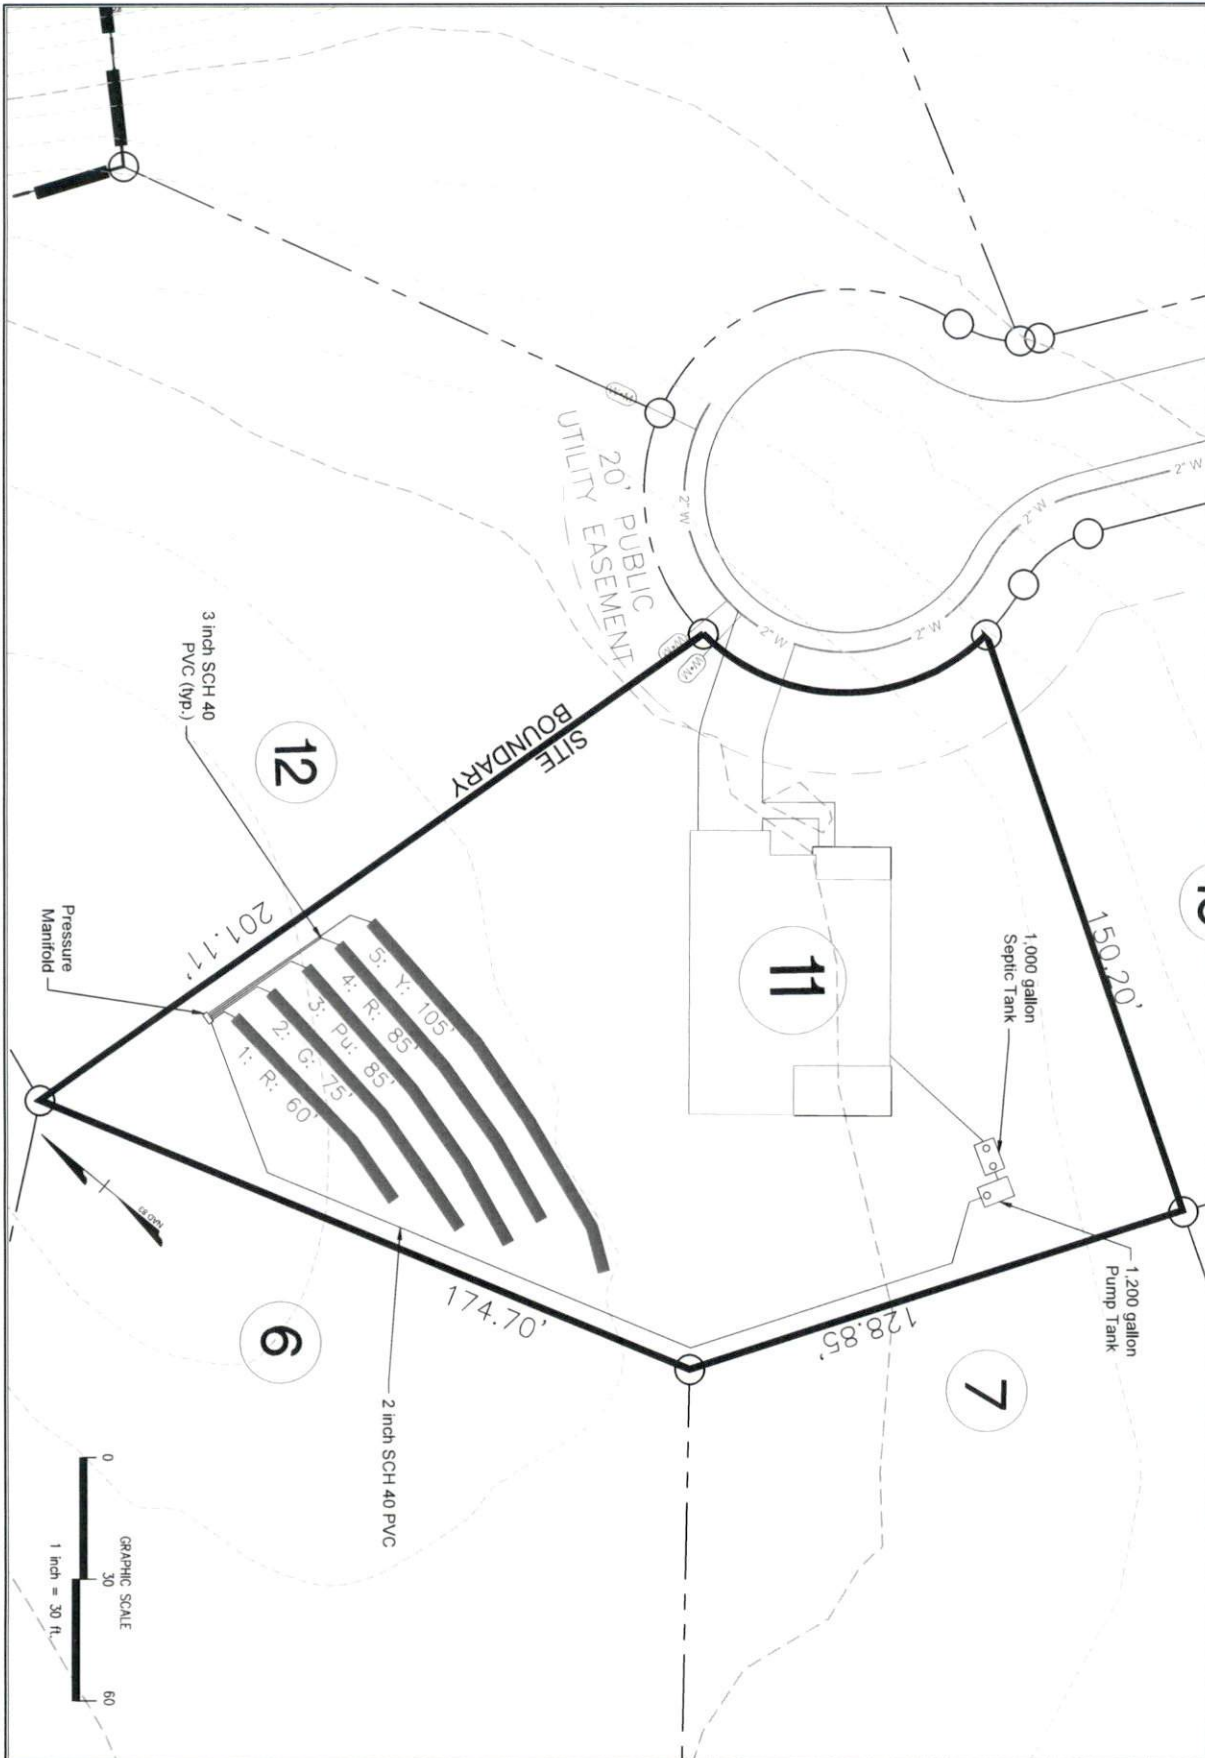 2" W
2" W
2" W
2" W
2" W
W•M
W•M
W•M
20' PUBLIC
UTILITY EASEMENT
SITE
BOUNDARY
3 inch SCH 40
PVC (typ.)
12
11
150.20'
1,000 gallon
Septic Tank
1,200 gallon
Pump Tank
201.11'
Pressure
Manifold
5: Y: 105'
4: R: 85'
3: Pu: 85'
2: G: 75'
1: R: 60'
NAD 83
174.70'
128.85'
6
7
2 inch SCH 40 PVC
0
30
60
GRAPHIC SCALE
1 inch = 30 ft.